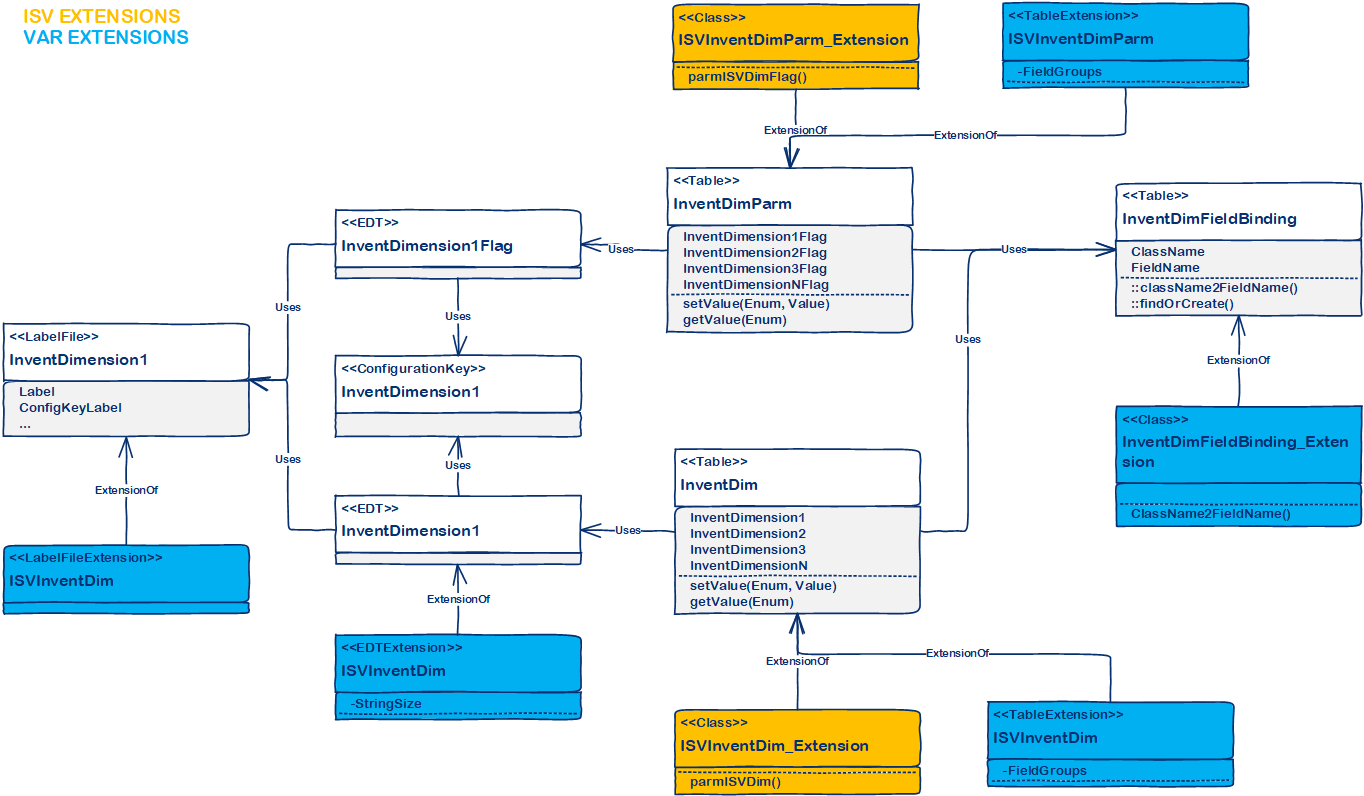 ISV EXTENSIONS
VAR EXTENSIONS
<<Class>>
ISVInventDimParm_Extension
parmISVDimFlag()
<<TableExtension>>
ISVInventDimParm
-FieldGroups
ExtensionOf
ExtensionOf
<<Table>>
InventDimParm
InventDimension1Flag
InventDimension2Flag
InventDimension3Flag
InventDimensionNFlag
setValue(Enum, Value)
getValue(Enum)
<<Table>>
InventDimFieldBinding
ClassName
FieldName
::className2FieldName()
::findOrCreate()
<<EDT>>
InventDimension1Flag
Uses
Uses
Uses
Uses
Uses
<<LabelFile>>
InventDimension1
Label
ConfigKeyLabel
...
<<ConfigurationKey>>
InventDimension1
ExtensionOf
<<Class>>
InventDimFieldBinding_Exten
sion
ClassName2FieldName()
Uses
Uses
<<Table>>
InventDim
InventDimension1
InventDimension2
InventDimension3
InventDimensionN
setValue(Enum, Value)
getValue(Enum)
ExtensionOf
<<EDT>>
InventDimension1
Uses
<<LabelFileExtension>>
ISVInventDim
ExtensionOf
<<EDTExtension>>
ISVInventDim
-StringSize
ExtensionOf
ExtensionOf
<<Class>>
ISVInventDim_Extension
parmISVDim()
<<TableExtension>>
ISVInventDim
-FieldGroups